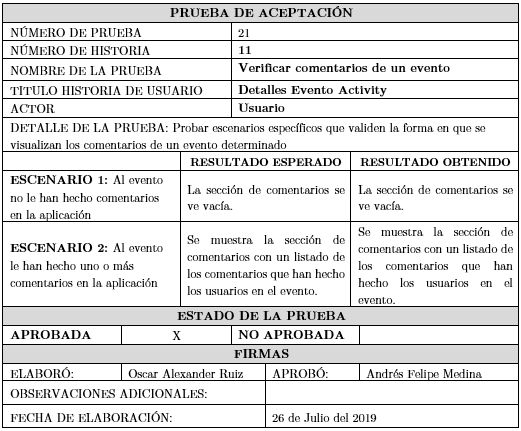 PRUEBA DE ACEPTACIÓN
NÚMERO DE PRUEBA 21
NÚMERO DE HISTORIA 11
NOMBRE DE LA PRUEBA Verificar comentarios de un evento
TÍTULO HISTORIA DE USUARIO Detalles Evento Activity
ACTOR Usuario
DETALLE DE LA PRUEBA: Probar escenarios específicos que validen la forma en que se
visualizan los comentarios de un evento determinado
RESULTADO ESPERADO RESULTADO OBTENIDO
ESCENARIO 1: Al evento
no le han hecho comentarios
en la aplicación
La sección de comentarios se
ve vacía.
La sección de comentarios se
ve vacía.
ESCENARIO 2: Al evento
le han hecho uno o más
comentarios en la aplicación
Se muestra la sección de
comentarios con un listado de
los comentarios que han hecho
los usuarios en el evento.
Se muestra la sección de
comentarios con un listado de
los comentarios que han
hecho los usuarios en el
evento.
ESTADO DE LA PRUEBA
APROBADA X NO APROBADA
FIRMAS
ELABORÓ: Oscar Alexander Ruiz APROBÓ: Andrés Felipe Medina
OBSERVACIONES ADICIONALES:
FECHA DE ELABORACIÓN: 26 de Julio del 2019